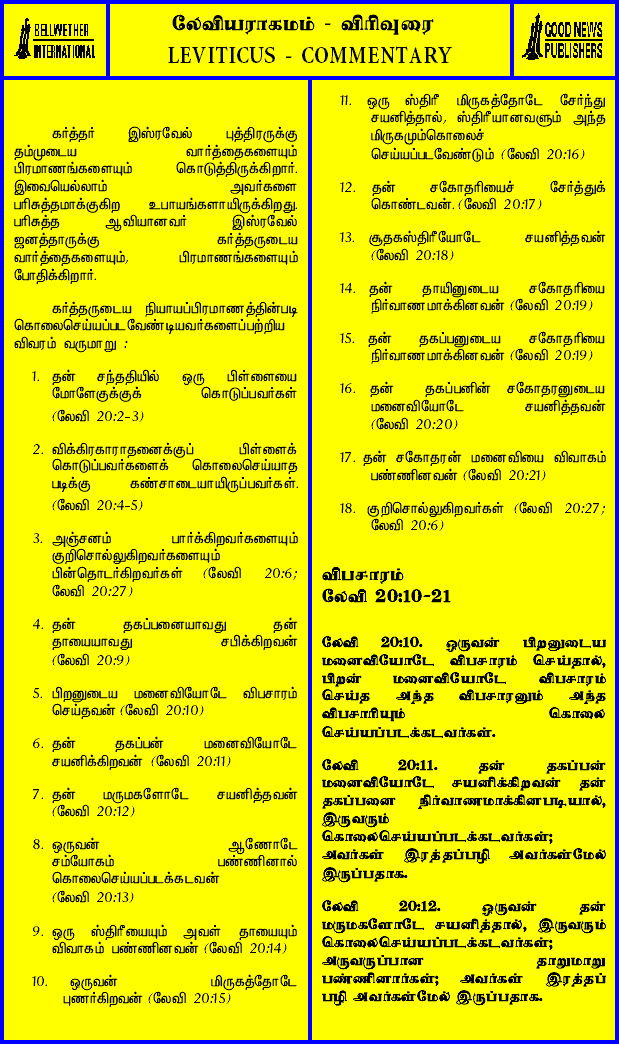 BELLWETHER
INTERNATIONAL
லேவியராகமம் - விரிவுரை
LEVITICUS - COMMENTARY
GOOD NEWS
PUBLISHERS
கர்த்தர் இஸ்ரவேல் புத்திரருக்கு
தம்முடைய வார்த்தைகளையும்
பிரமாணங்களையும் கொடுத்திருக்கிறார்.
இவையெல்லாம் அவர்களை
பரிசுத்தமாக்குகிற உபாயங்களாயிருக்கிறது.
பரிசுத்த ஆவியானவர் இஸ்ரவேல்
ஜனத்தாருக்கு கர்த்தருடைய
வார்த்தைகளையும், பிரமாணங்களையும்
போதிக்கிறார்.
கர்த்தருடைய நியாயப்பிரமாணத்தின்படி
கொலைசெய்யப்படவேண்டியவர்களைப்பற்றிய
விவரம் வருமாறு :
1. தன் சந்ததியில் ஒரு பிள்ளையை
மோளேகுக்குக் கொடுப்பவர்கள்
(லேவி 20:2-3)
2. விக்கிரகாராதனைக்குப் பிள்ளைக்
கொடுப்பவர்களைக் கொலைசெய்யாத
படிக்கு கண்சாடையாயிருப்பவர்கள்.
(லேவி 20:4-5)
3. அஞ்சனம் பார்க்கிறவர்களையும்
குறிசொல்லுகிறவர்களையும்
பின்தொடர்கிறவர்கள் (லேவி 20:6;
லேவி 20:27)
4. தன் தகப்பனையாவது தன்
தாயையாவது சபிக்கிறவன்
(லேவி 20:9)
5. பிறனுடைய மனைவியோடே விபசாரம்
செய்தவன் (லேவி 20:10)
6. தன் தகப்பன் மனைவியோடே
சயனிக்கிறவன் (லேவி 20:11)
7. தன் மருமகளோடே சயனித்தவன்
(லேவி 20:12)
8. ஒருவன் ஆணோடே
சம்யோகம் பண்ணினால்
கொலைசெய்யப்படக்கடவன்
(லேவி 20:13)
9. ஒரு ஸ்திரீயையும் அவள் தாயையும்
விவாகம் பண்ணினவன் (லேவி 20:14)
10. ஒருவன் மிருகத்தோடே
புணர்கிறவன் (லேவி 20:15)
11. ஒரு ஸ்திரீ மிருகத்தோடே சேர்ந்து
சயனித்தால், ஸ்திரீயானவளும் அந்த
மிருகமும்கொலைச்
செய்யப்படவேண்டும் (லேவி 20:16)
12. தன் சகோதரியைச் சேர்த்துக்
கொண்டவன். (லேவி 20:17)
13. சூதகஸ்திரீயோடே சயனித்தவன்
(லேவி 20:18)
14. தன் தாயினுடைய சகோதரியை
நிர்வாணமாக்கினவன் (லேவி 20:19)
15. தன் தகப்பனுடைய சகோதரியை
நிர்வாணமாக்கினவன் (லேவி 20:19)
16. தன் தகப்பனின் சகோதரனுடைய
மனைவியோடே சயனித்தவன்
(லேவி 20:20)
17. தன் சகோதரன் மனைவியை விவாகம்
பண்ணினவன் (லேவி 20:21)
18. குறிசொல்லுகிறவர்கள் (லேவி 20:27;
லேவி 20:6)
விபசாரம்
லேவி 20:10-21
லேவி 20:10. ஒருவன் பிறனுடைய
மனைவியோடே விபசாரம் செய்தால்,
பிறன் மனைவியோடே விபசாரம்
செய்த அந்த விபசாரனும் அந்த
விபசாரியும் கொலை
செய்யப்படக்கடவர்கள்.
லேவி 20:11. தன் தகப்பன்
மனைவியோடே சயனிக்கிறவன் தன்
தகப்பனை நிர்வாணமாக்கினபடியால்,
இருவரும்
கொலைசெய்யப்படக்கடவர்கள்;
அவர்கள் இரத்தப்பழி அவர்கள்மேல்
இருப்பதாக.
லேவி 20:12. ஒருவன் தன்
மருமகளோடே சயனித்தால், இருவரும்
கொலைசெய்யப்படக்கடவர்கள்;
அருவருப்பான தாறுமாறு
பண்ணினார்கள்; அவர்கள் இரத்தப்
பழி அவர்கள்மேல் இருப்பதாக.